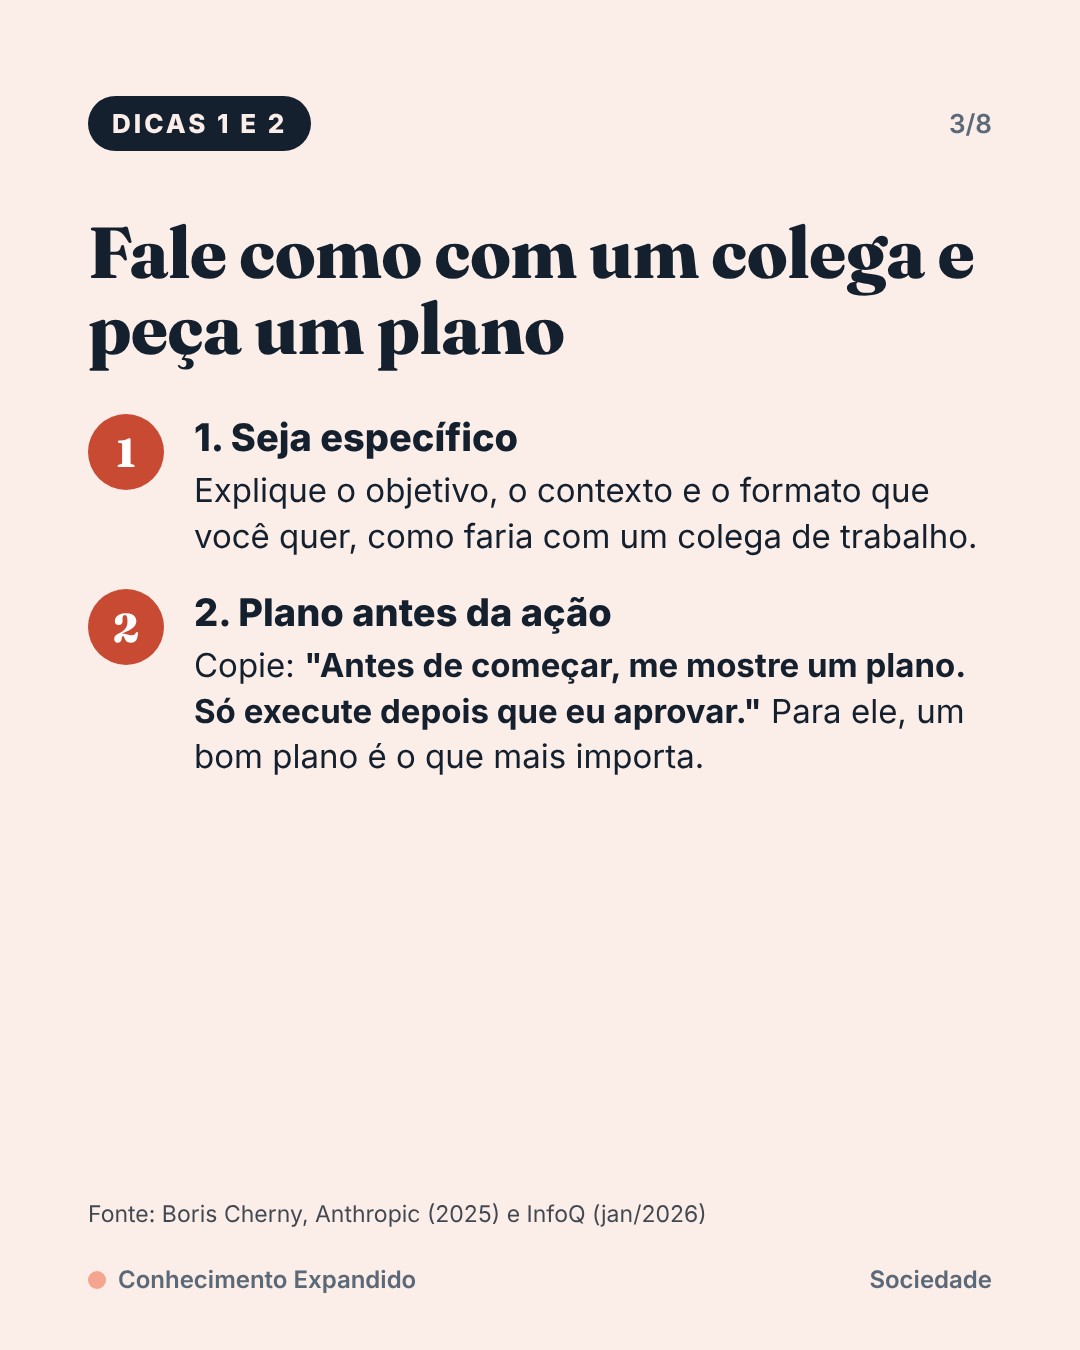 DICAS 1 E 2
3/8
Fale como com um colega e
peça um plano
1
1. Seja específico
Explique o objetivo, o contexto e o formato que
você quer, como faria com um colega de trabalho.
2
2. Plano antes da ação
Copie: "Antes de começar, me mostre um plano.
Só execute depois que eu aprovar." Para ele, um
bom plano é o que mais importa.
Fonte: Boris Cherny, Anthropic (2025) e InfoQ (jan/2026)
Conhecimento Expandido
Sociedade